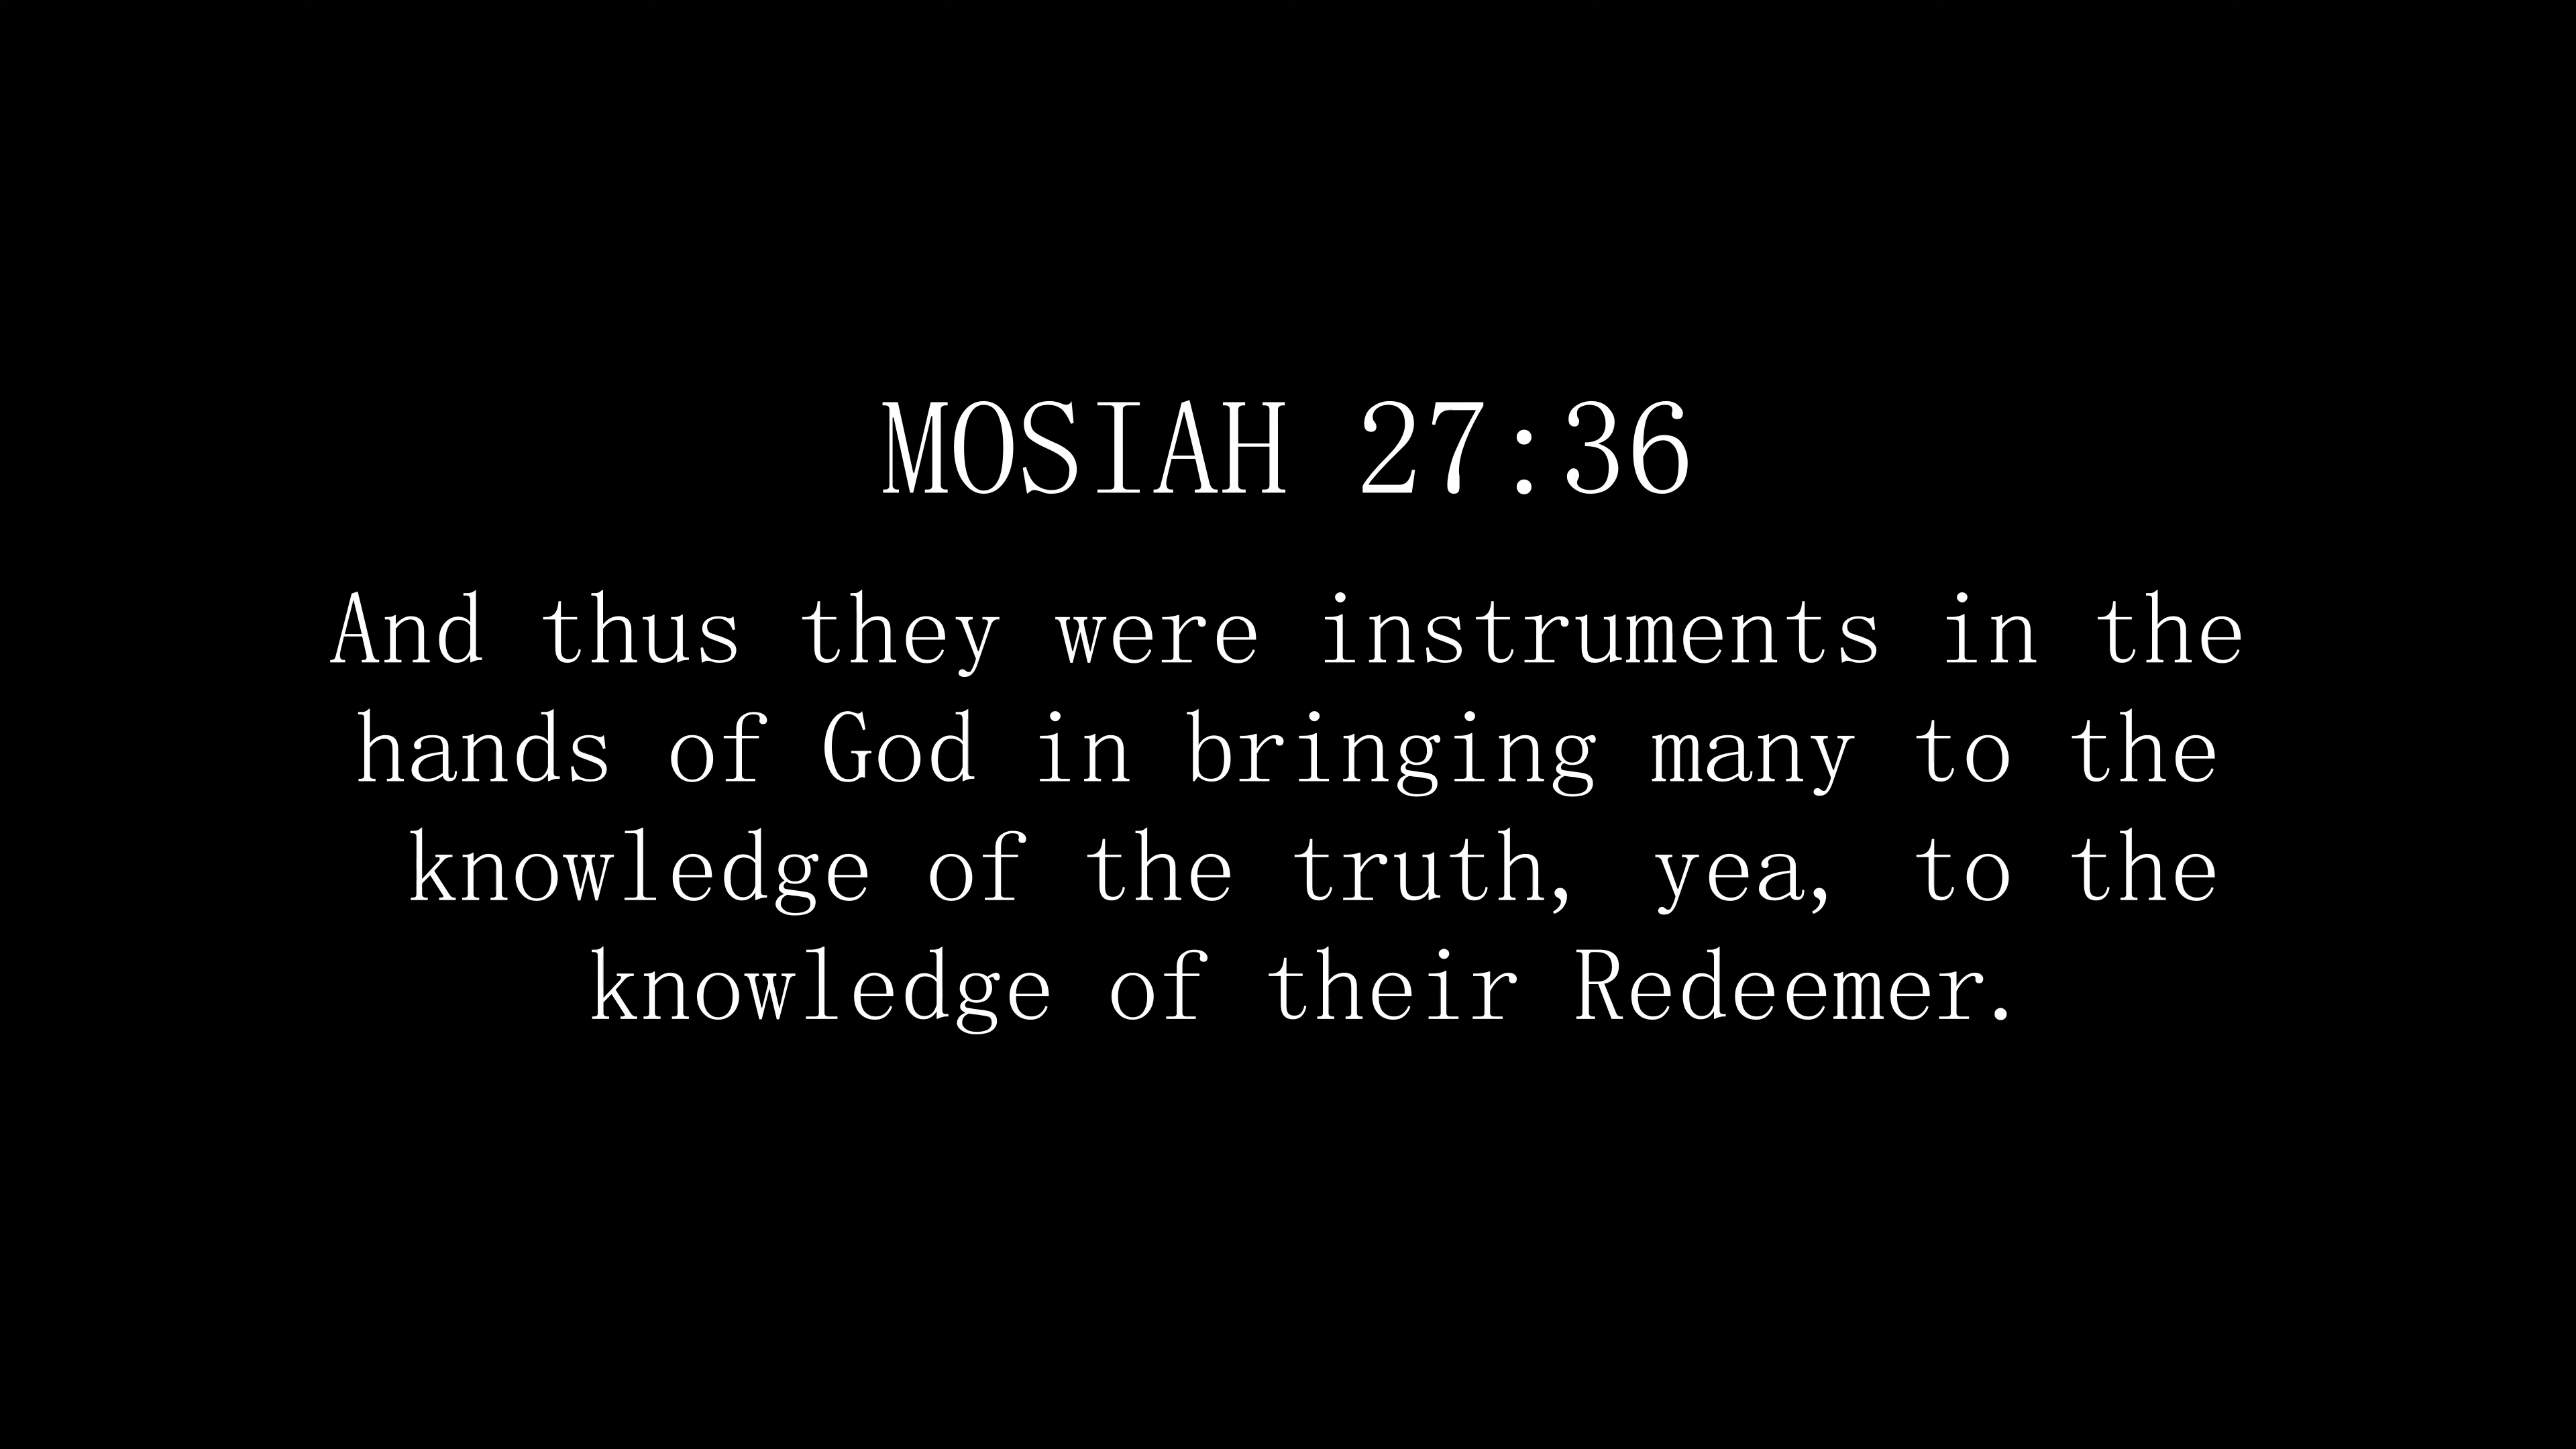 MOSIAH 27:36
And thus they were instruments in the
hands of God in bringing many to the
knowledge of the truth, yea, to the
knowledge of their Redeemer.